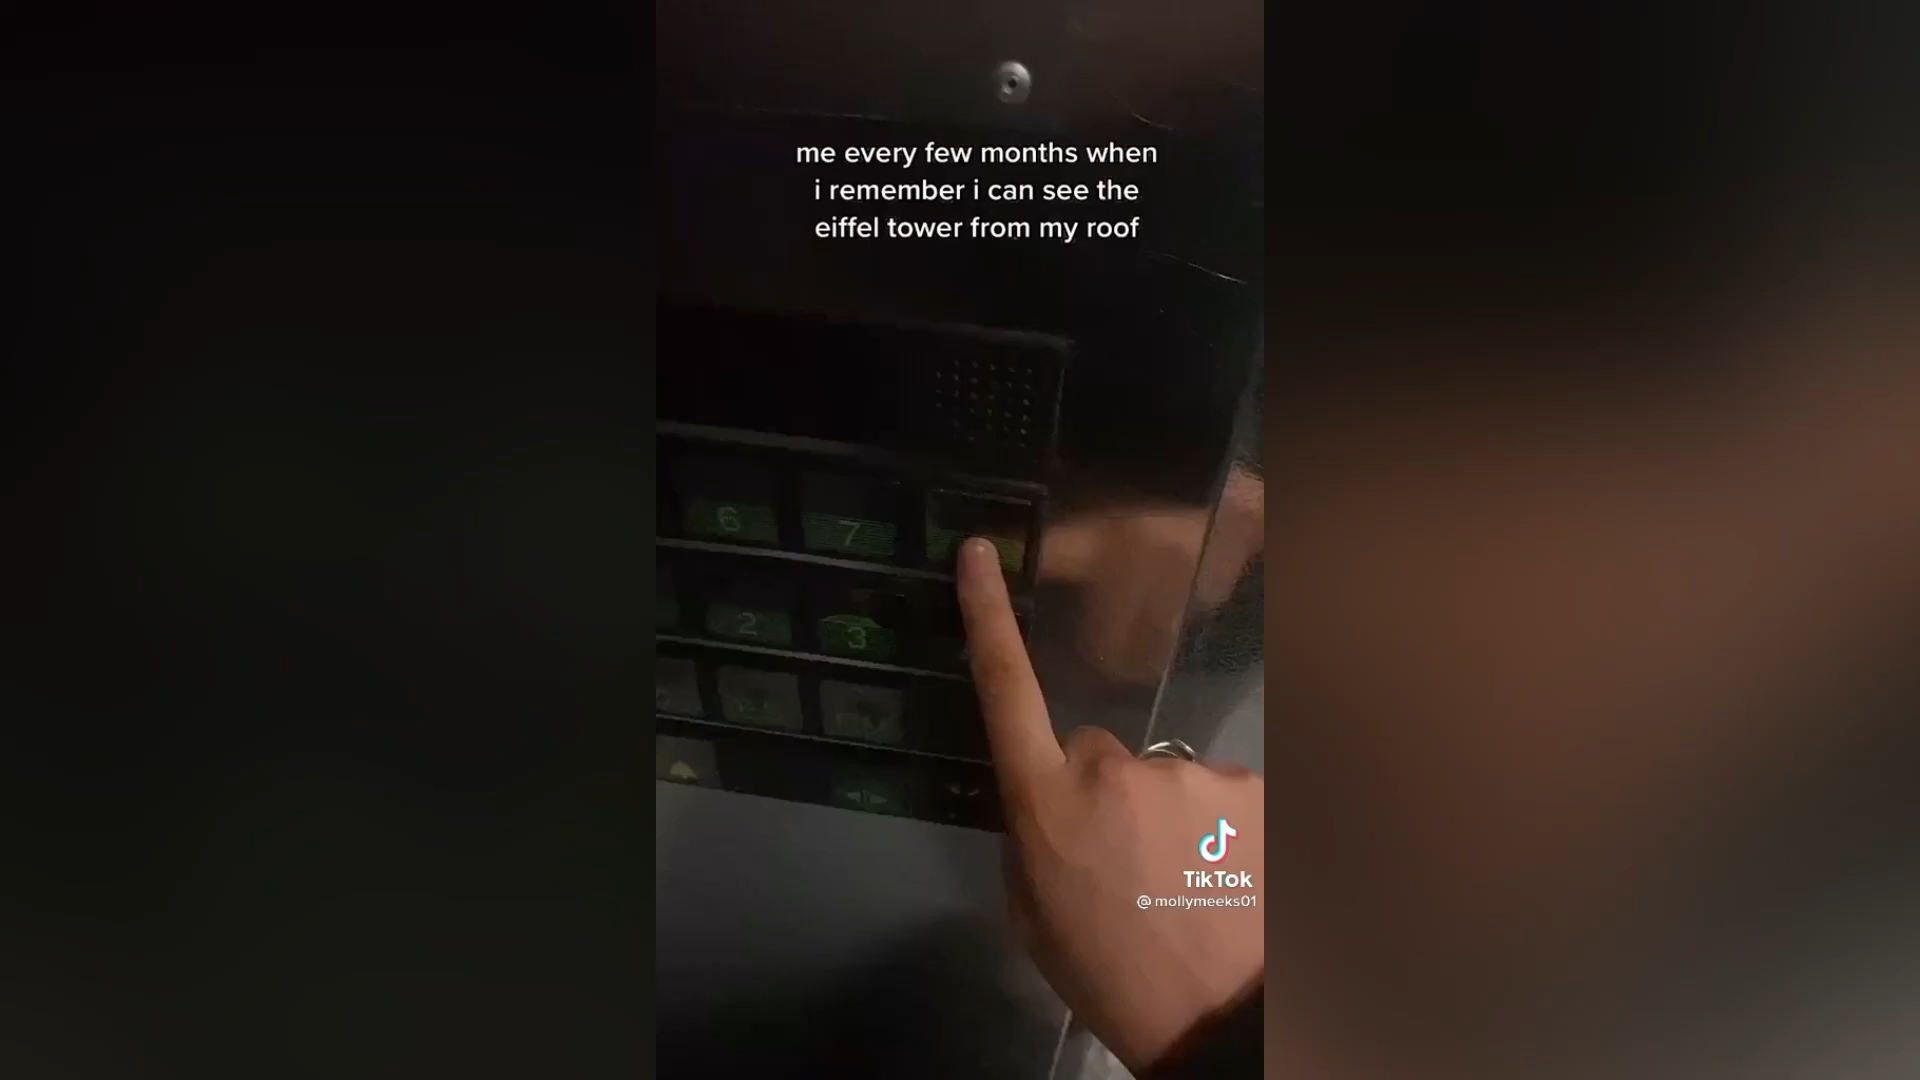 me every few months when
i remember i can see the
eiffel tower from my roof
6 7
2 3
TikTok
@mollymeeks01